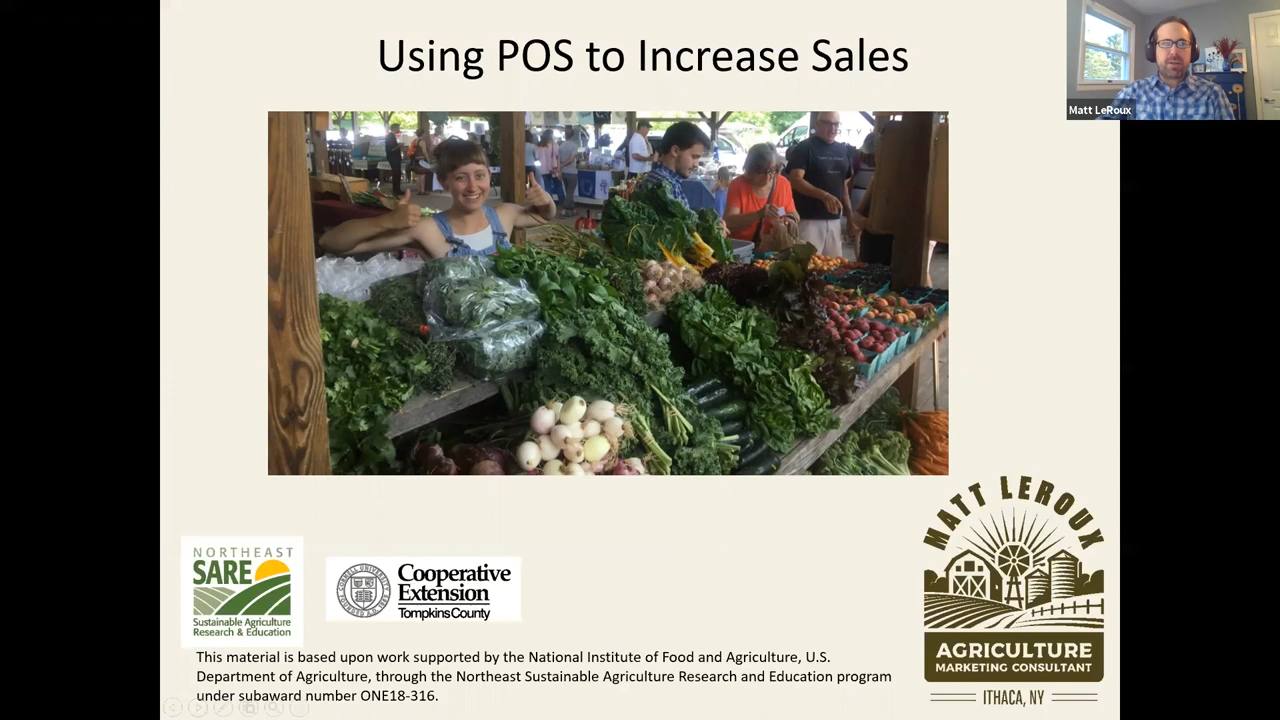 Using POS to Increase Sales
Matt LeRoux
NORTHEAST
SARE
Sustainable Agriculture
Research & Education
Cooperative
Extension
Tompkins County
This material is based upon work supported by the National Institute of Food and Agriculture, U.S.
Department of Agriculture, through the Northeast Sustainable Agriculture Research and Education program
under subaward number ONE18-316.
MATT LEROUX
AGRICULTURE
MARKETING CONSULTANT
ITHACA, NY